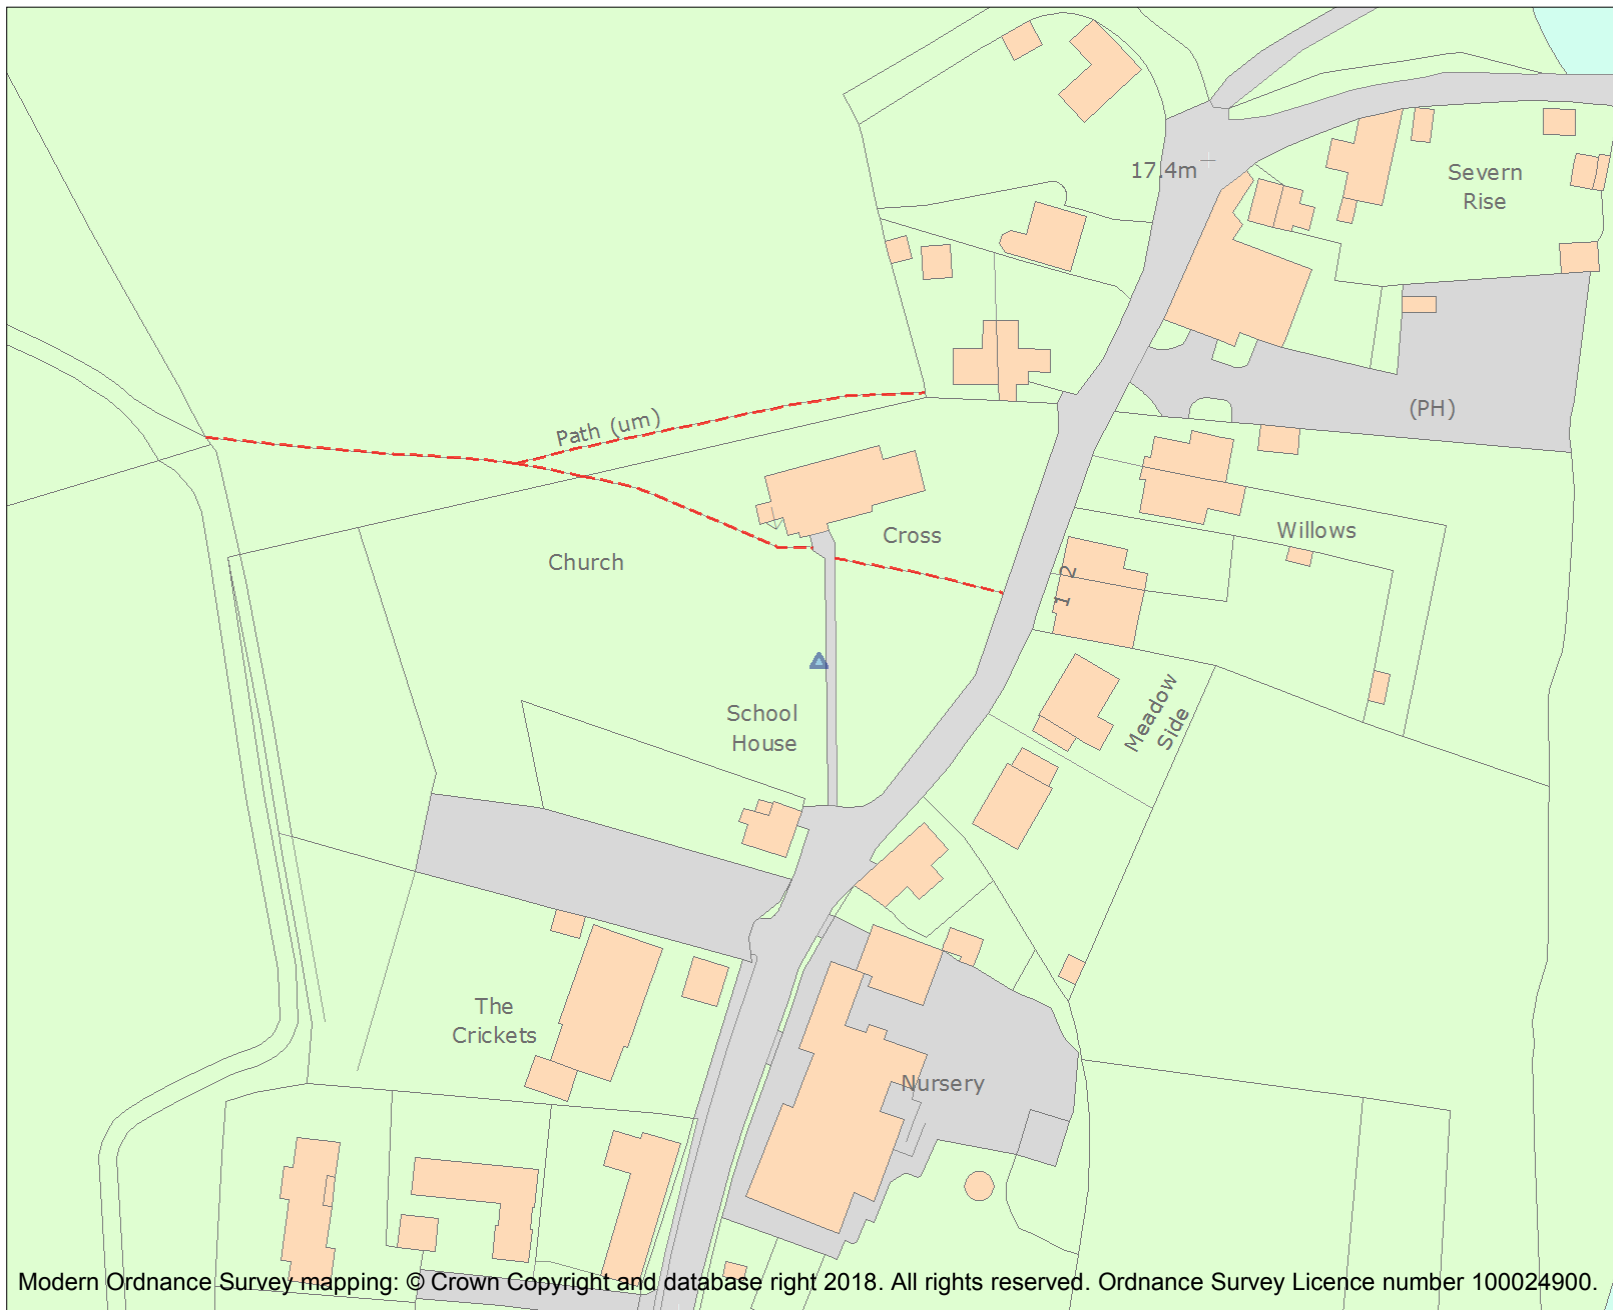 17.4m
Severn
Rise
Path (um)
(PH)
Cross
Willows
Church
2
1
School
House
Meadow
Side
The
Crickets
Nursery
Modern Ordnance Survey mapping: © Crown Copyright and database right 2018. All rights reserved. Ordnance Survey Licence number 100024900.